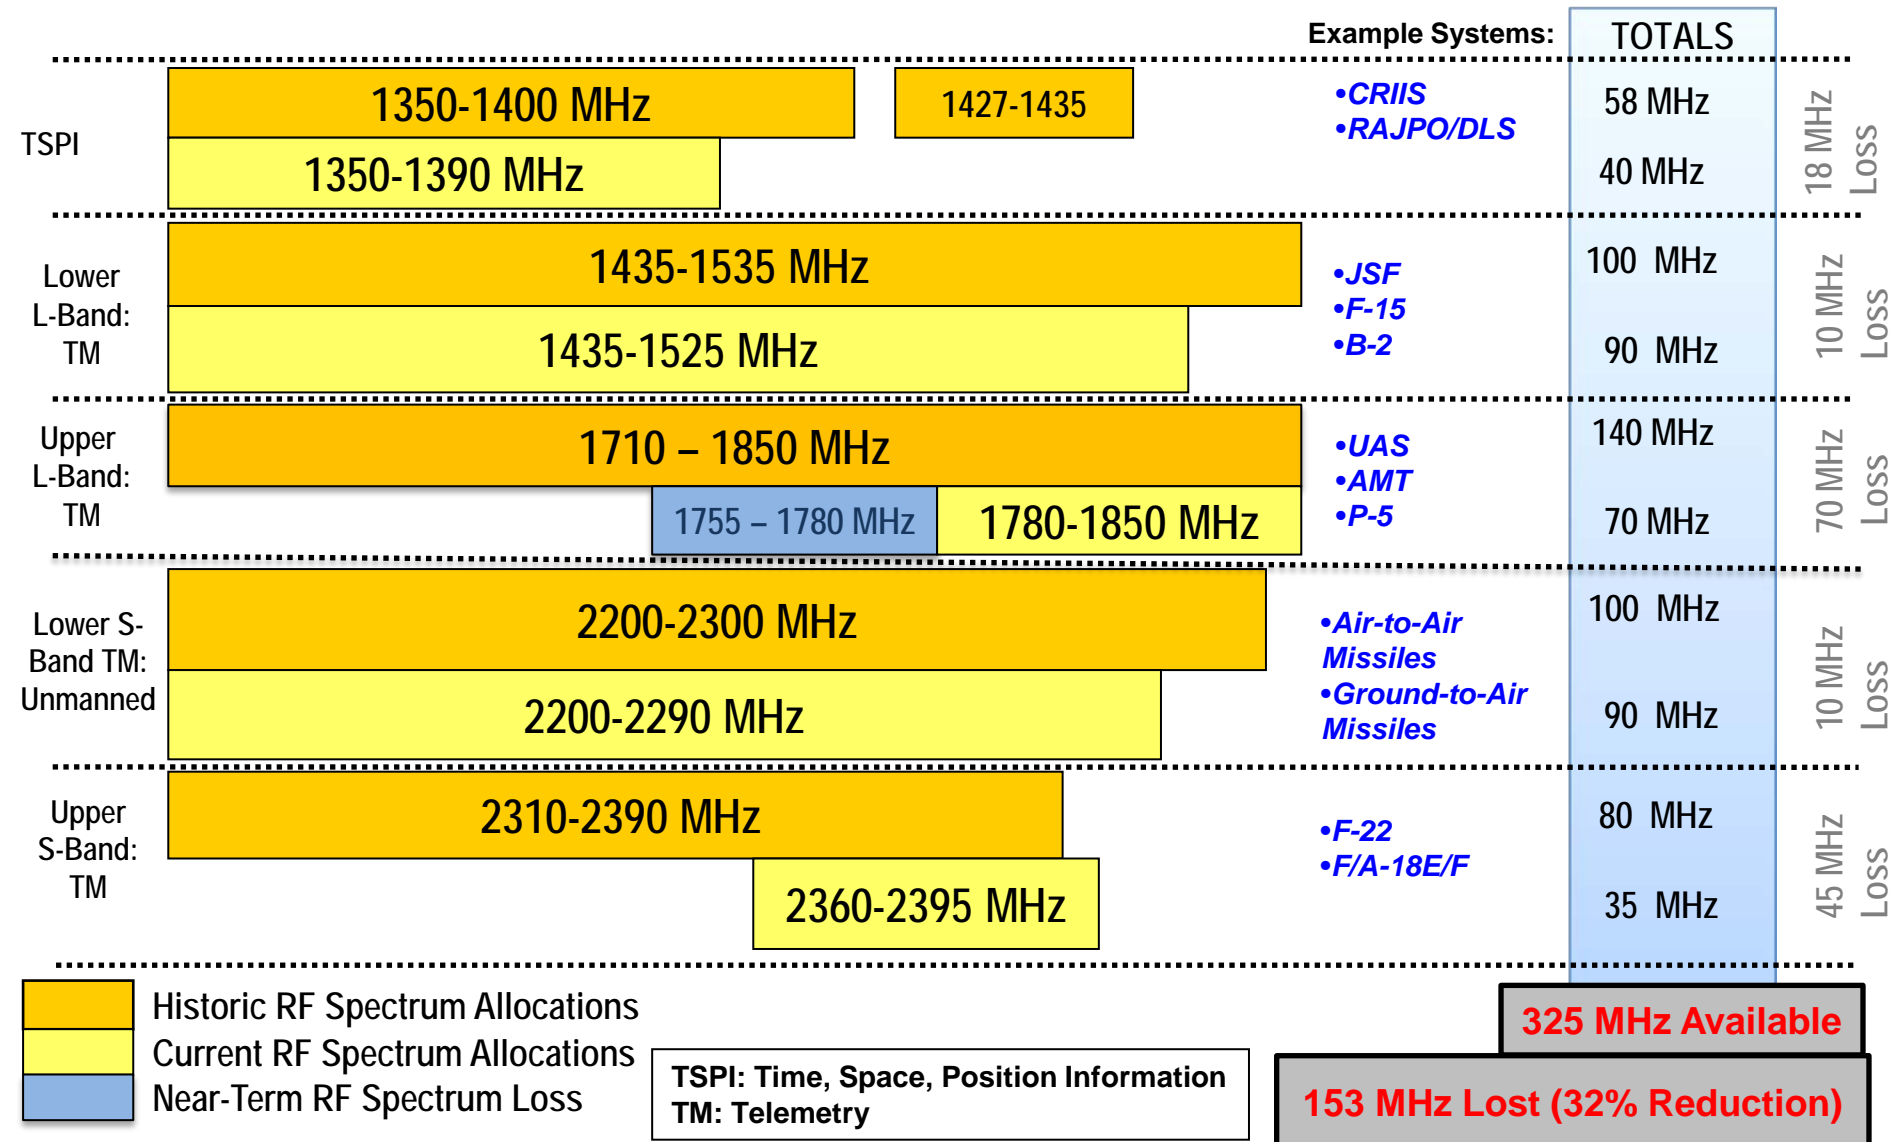 Example Systems:
TOTALS
TSPI
1350-1400 MHz
1427-1435
1350-1390 MHz
•CRIIS
•RAJPO/DLS
58 MHz
40 MHz
18 MHz
Loss
Lower
L-Band:
TM
1435-1535 MHz
1435-1525 MHz
•JSF
•F-15
•B-2
100 MHz
90 MHz
10 MHz
Loss
Upper
L-Band:
TM
1710 – 1850 MHz
1755 – 1780 MHz
1780-1850 MHz
•UAS
•AMT
•P-5
140 MHz
70 MHz
70 MHz
Loss
Lower S-
Band TM:
Unmanned
2200-2300 MHz
2200-2290 MHz
•Air-to-Air
Missiles
•Ground-to-Air
Missiles
100 MHz
90 MHz
10 MHz
Loss
Upper
S-Band:
TM
2310-2390 MHz
2360-2395 MHz
•F-22
•F/A-18E/F
80 MHz
35 MHz
45 MHz
Loss
Historic RF Spectrum Allocations
Current RF Spectrum Allocations
Near-Term RF Spectrum Loss
TSPI: Time, Space, Position Information
TM: Telemetry
325 MHz Available
153 MHz Lost (32% Reduction)